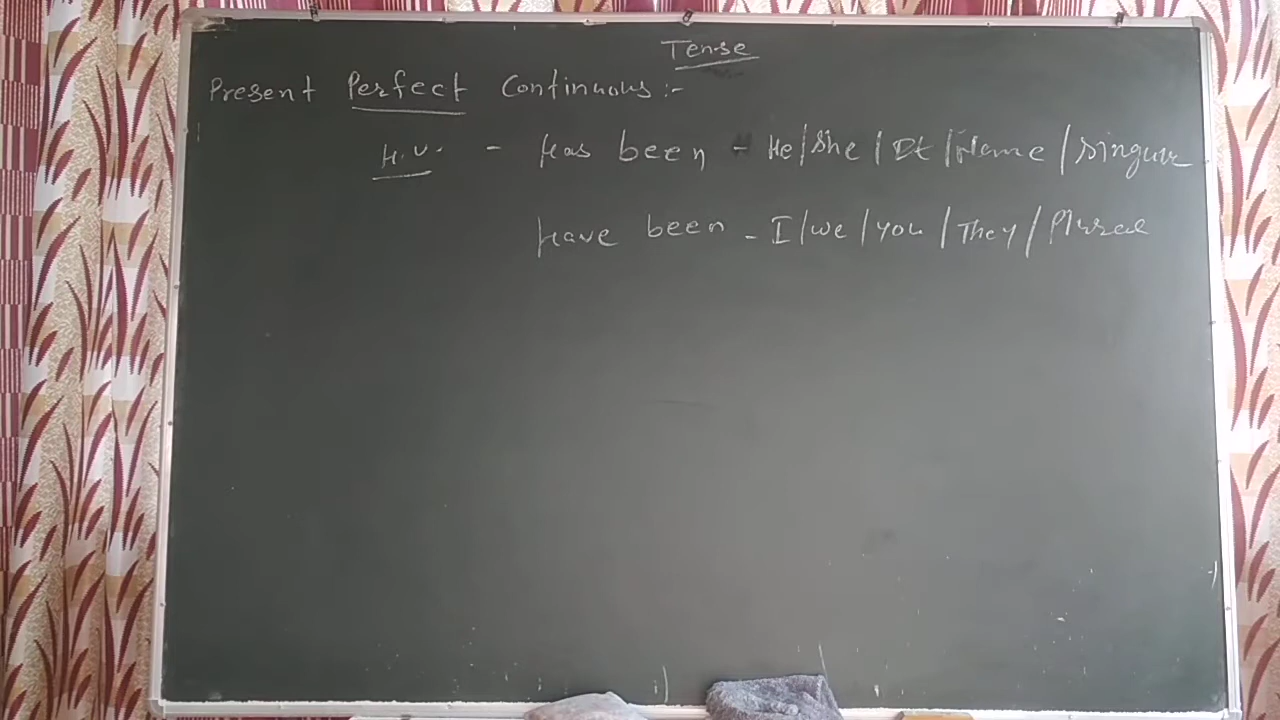 Tense
Present Perfect Continuous :-
H.V. - Has been - He/She/It/Name/Singular
Have been - I/we/you/They/Plural